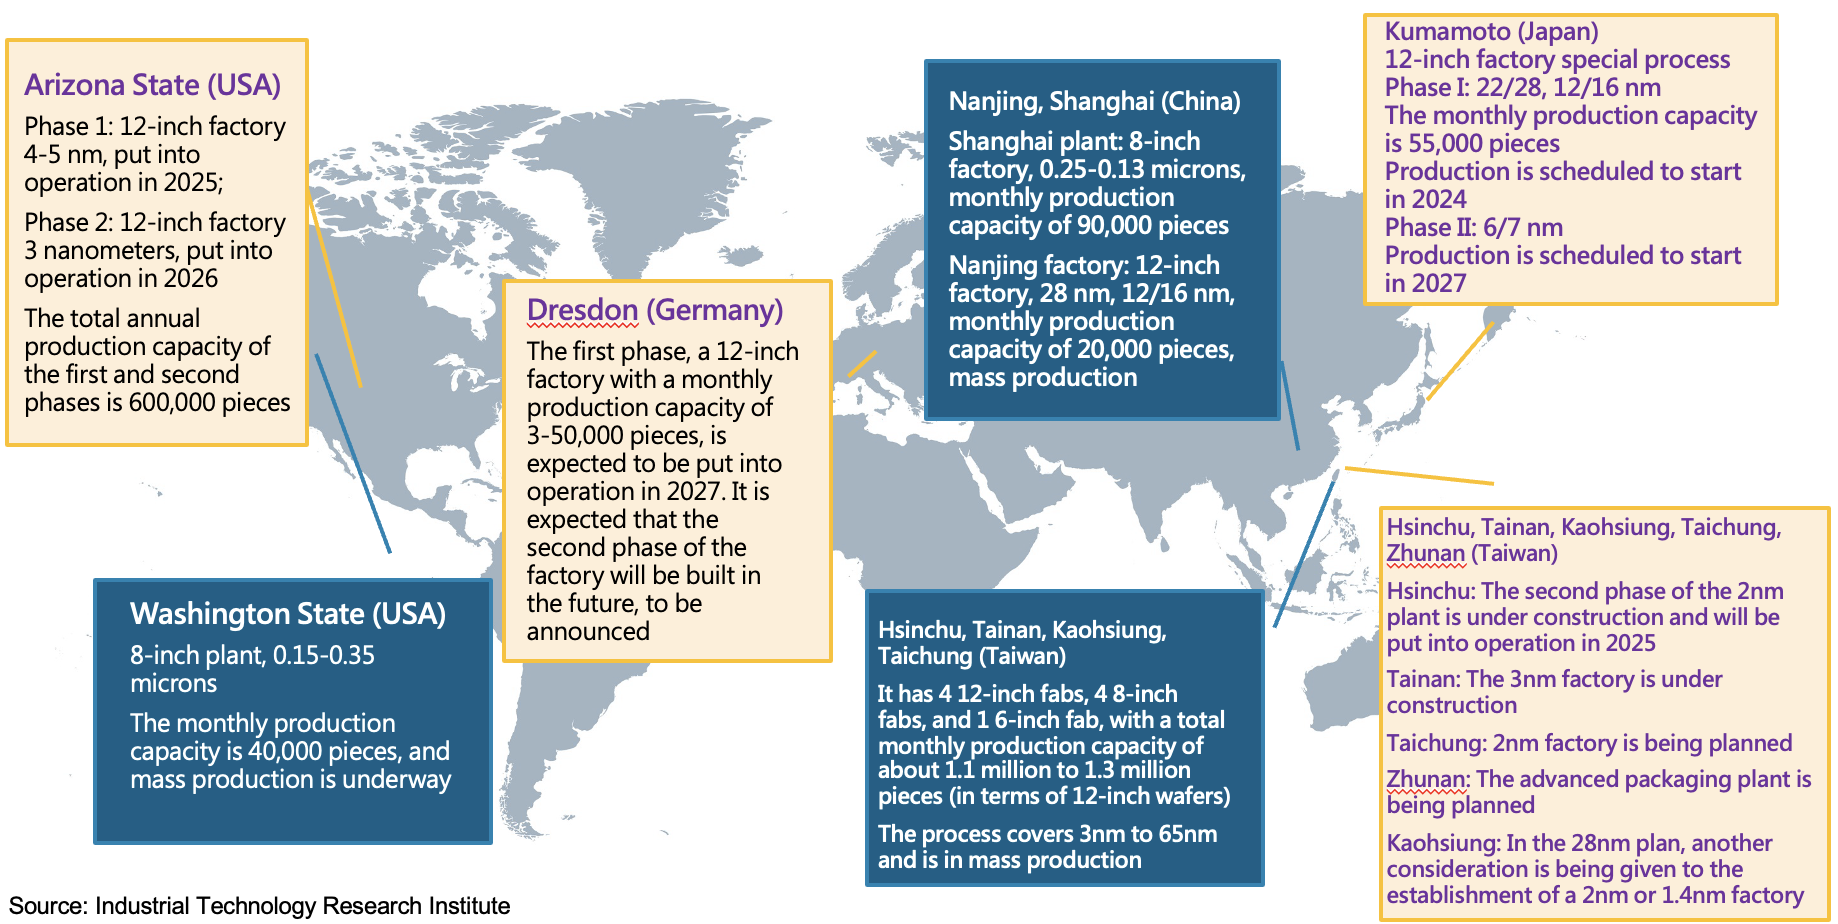 Arizona State (USA)
Phase 1: 12-inch factory
4-5 nm, put into
operation in 2025;
Phase 2: 12-inch factory
3 nanometers, put into
operation in 2026
The total annual
production capacity of
the first and second
phases is 600,000 pieces
Washington State (USA)
8-inch plant, 0.15-0.35
microns
The monthly production
capacity is 40,000 pieces, and
mass production is underway
Dresdon (Germany)
The first phase, a 12-inch
factory with a monthly
production capacity of
3-50,000 pieces, is
expected to be put into
operation in 2027. It is
expected that the
second phase of the
factory will be built in
the future, to be
announced
Nanjing, Shanghai (China)
Shanghai plant: 8-inch
factory, 0.25-0.13 microns,
monthly production
capacity of 90,000 pieces
Nanjing factory: 12-inch
factory, 28 nm, 12/16 nm,
monthly production
capacity of 20,000 pieces,
mass production
Kumamoto (Japan)
12-inch factory special process
Phase I: 22/28, 12/16 nm
The monthly production capacity
is 55,000 pieces
Production is scheduled to start
in 2024
Phase II: 6/7 nm
Production is scheduled to start
in 2027
Hsinchu, Tainan, Kaohsiung,
Taichung (Taiwan)
It has 4 12-inch fabs, 4 8-inch
fabs, and 1 6-inch fab, with a total
monthly production capacity of
about 1.1 million to 1.3 million
pieces (in terms of 12-inch wafers)
The process covers 3nm to 65nm
and is in mass production
Hsinchu, Tainan, Kaohsiung, Taichung,
Zhunan (Taiwan)
Hsinchu: The second phase of the 2nm
plant is under construction and will be
put into operation in 2025
Tainan: The 3nm factory is under
construction
Taichung: 2nm factory is being planned
Zhunan: The advanced packaging plant is
being planned
Kaohsiung: In the 28nm plan, another
consideration is being given to the
establishment of a 2nm or 1.4nm factory
Source: Industrial Technology Research Institute